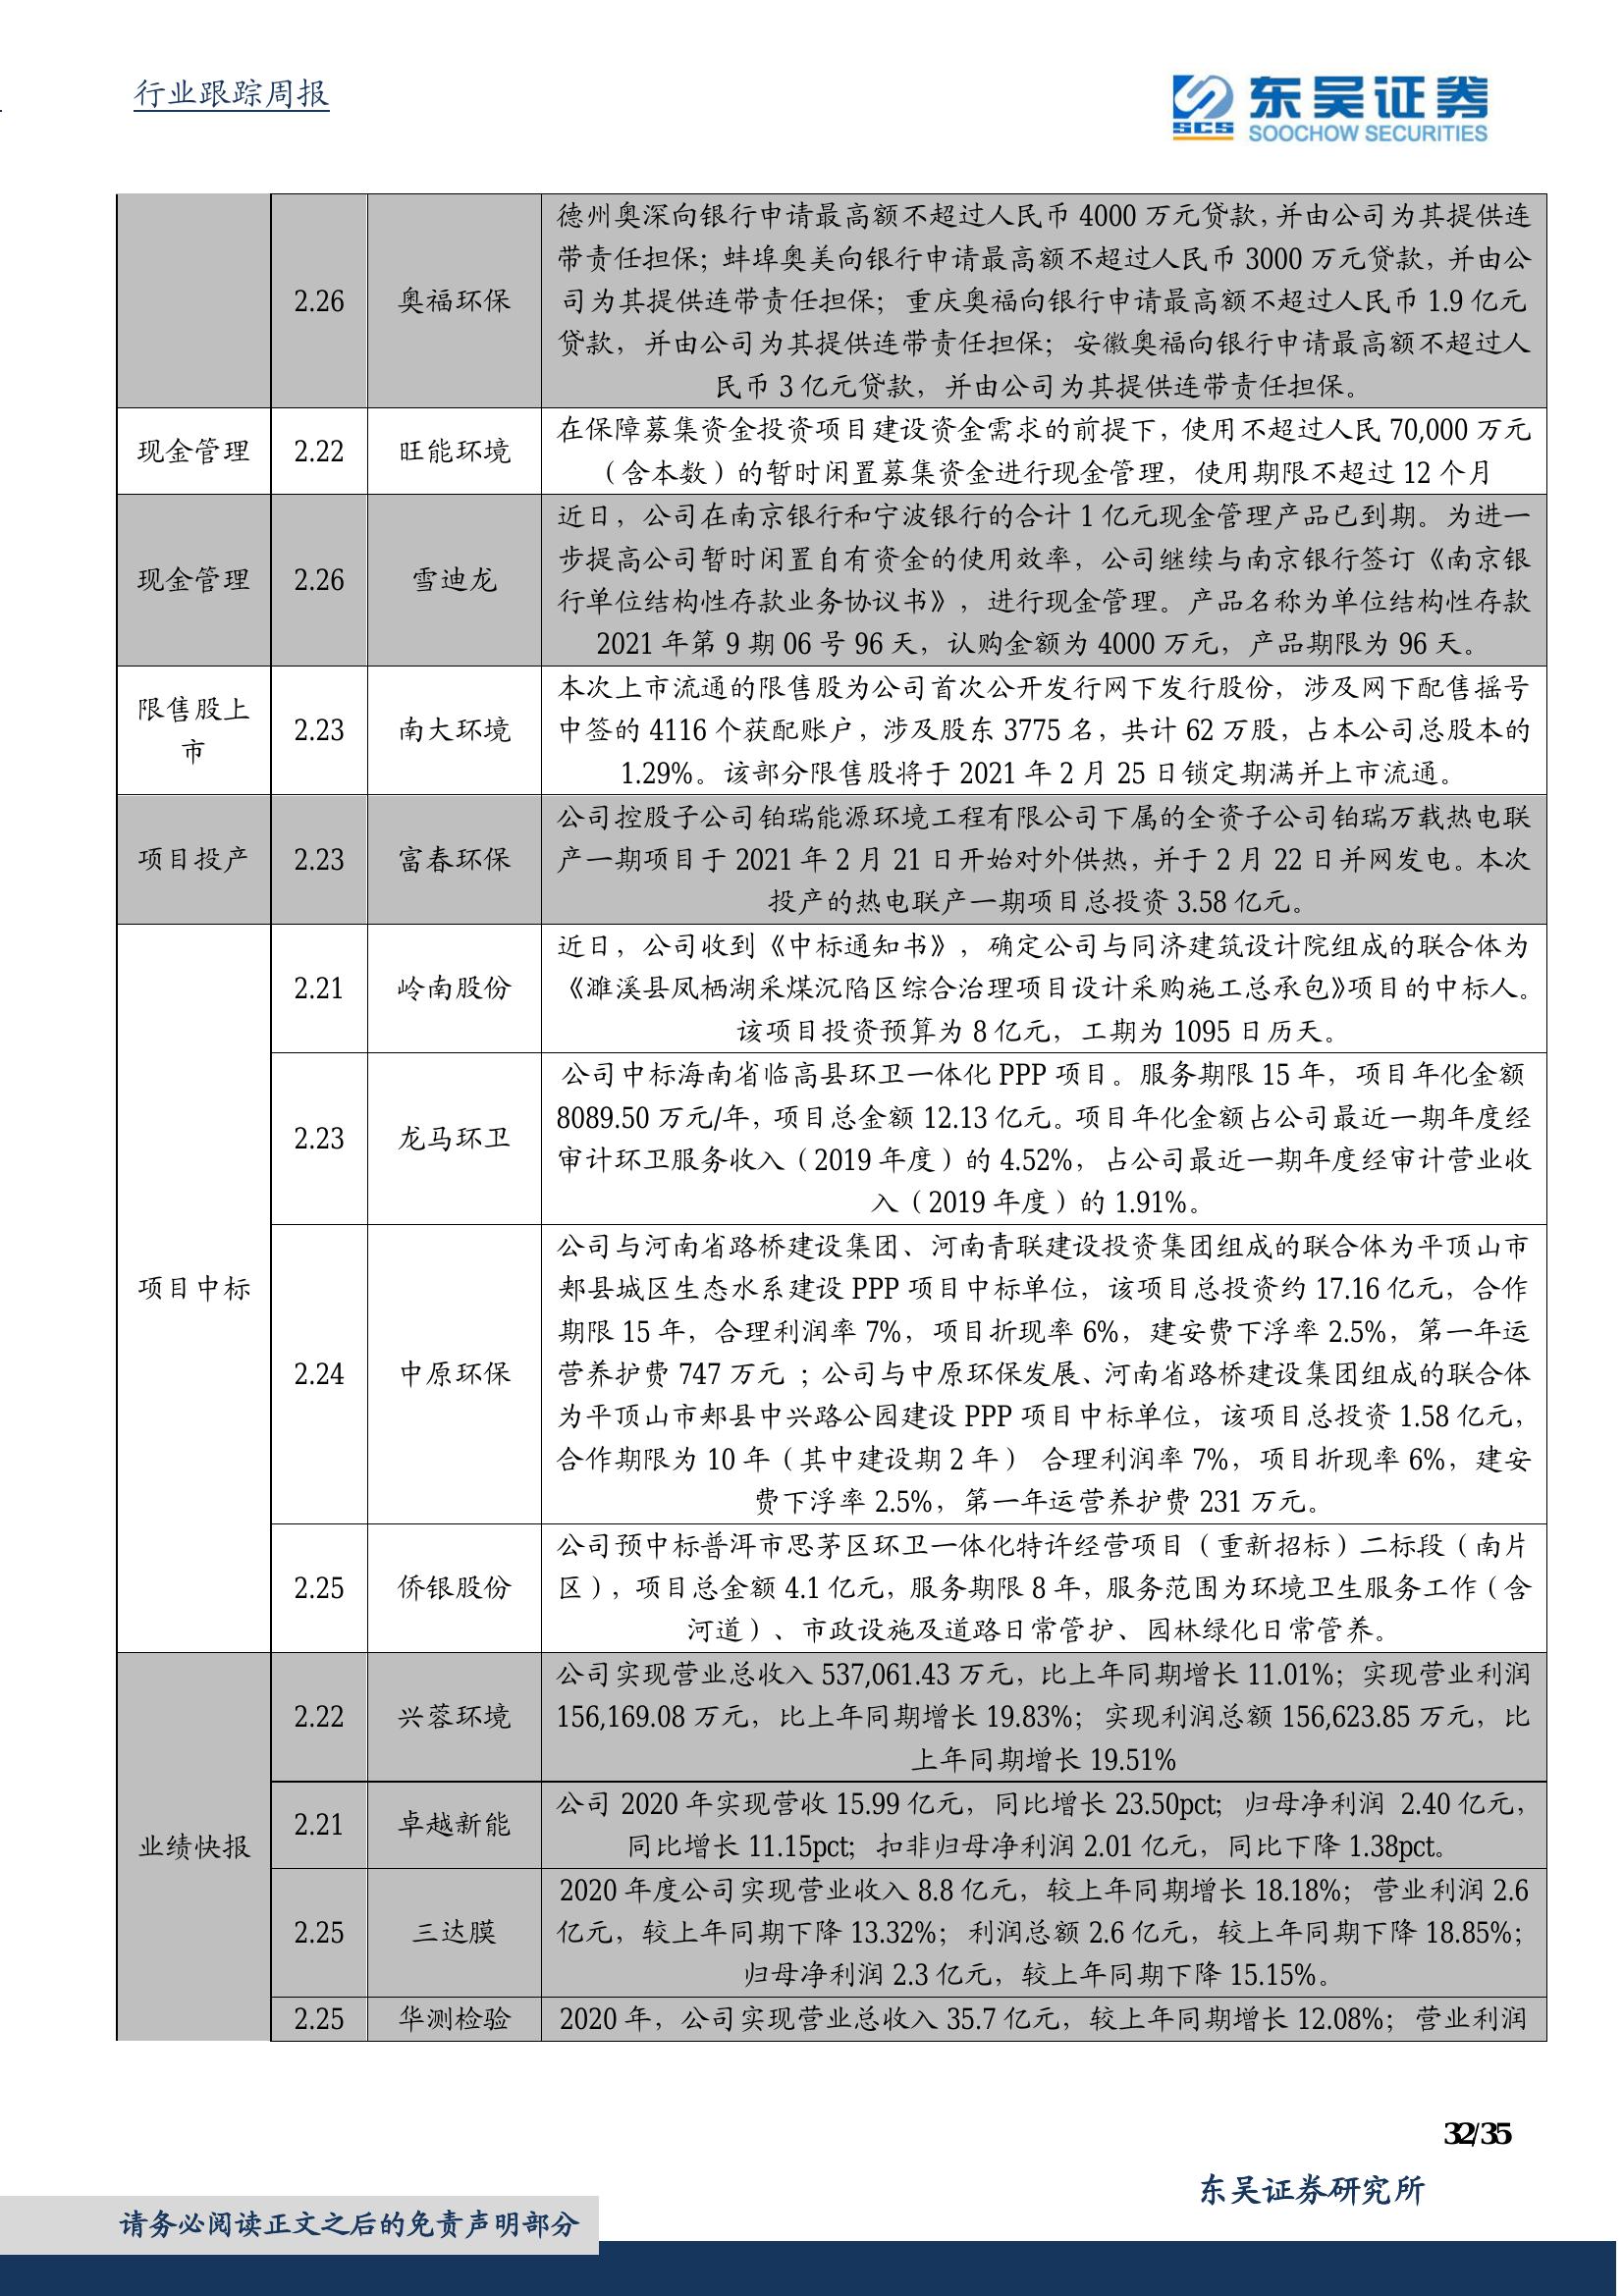 行业跟踪周报
东吴证券
SCS
SOOCHOW SECURITIES
2.26
奥福环保
德州奥深向银行申请最高额不超过人民币 4000 万元贷款，并由公司为其提供连
带责任担保；蚌埠奥美向银行申请最高额不超过人民币 3000 万元贷款，并由公
司为其提供连带责任担保；重庆奥福向银行申请最高额不超过人民币 1.9 亿元
贷款，并由公司为其提供连带责任担保；安徽奥福向银行申请最高额不超过人
民币 3 亿元贷款，并由公司为其提供连带责任担保。
现金管理
2.22
旺能环境
在保障募集资金投资项目建设资金需求的前提下，使用不超过人民 70,000 万元
（含本数）的暂时闲置募集资金进行现金管理，使用期限不超过 12 个月
现金管理
2.26
雪迪龙
近日，公司在南京银行和宁波银行的合计 1 亿元现金管理产品已到期。为进一
步提高公司暂时闲置自有资金的使用效率，公司继续与南京银行签订《南京银
行单位结构性存款业务协议书》，进行现金管理。产品名称为单位结构性存款
2021 年第 9 期 06 号 96 天，认购金额为 4000 万元，产品期限为 96 天。
限售股上
市
2.23
南大环境
本次上市流通的限售股为公司首次公开发行网下发行股份，涉及网下配售摇号
中签的 4116 个获配账户，涉及股东 3775 名，共计 62 万股，占本公司总股本的
1.29%。该部分限售股将于 2021 年 2 月 25 日锁定期满并上市流通。
项目投产
2.23
富春环保
公司控股子公司铂瑞能源环境工程有限公司下属的全资子公司铂瑞万载热电联
产一期项目于 2021 年 2 月 21 日开始对外供热，并于 2 月 22 日并网发电。本次
投产的热电联产一期项目总投资 3.58 亿元。
项目中标
2.21
岭南股份
近日，公司收到《中标通知书》，确定公司与同济建筑设计院组成的联合体为
《濉溪县凤栖湖采煤沉陷区综合治理项目设计采购施工总承包》项目的中标人。
该项目投资预算为 8 亿元，工期为 1095 日历天。
2.23
龙马环卫
公司中标海南省临高县环卫一体化 PPP 项目。服务期限 15 年，项目年化金额
8089.50 万元/年，项目总金额 12.13 亿元。项目年化金额占公司最近一期年度经
审计环卫服务收入（2019 年度）的 4.52%，占公司最近一期年度经审计营业收
入（2019 年度）的 1.91%。
2.24
中原环保
公司与河南省路桥建设集团、河南青联建设投资集团组成的联合体为平顶山市
郏县城区生态水系建设 PPP 项目中标单位，该项目总投资约 17.16 亿元，合作
期限 15 年，合理利润率 7%，项目折现率 6%，建安费下浮率 2.5%，第一年运
营养护费 747 万元 ；公司与中原环保发展、河南省路桥建设集团组成的联合体
为平顶山市郏县中兴路公园建设 PPP 项目中标单位，该项目总投资 1.58 亿元，
合作期限为 10 年（其中建设期 2 年） 合理利润率 7%，项目折现率 6%，建安
费下浮率 2.5%，第一年运营养护费 231 万元。
2.25
侨银股份
公司预中标普洱市思茅区环卫一体化特许经营项目（重新招标）二标段（南片
区），项目总金额 4.1 亿元，服务期限 8 年，服务范围为环境卫生服务工作（含
河道）、市政设施及道路日常管护、园林绿化日常管养。
业绩快报
2.22
兴蓉环境
公司实现营业总收入 537,061.43 万元，比上年同期增长 11.01%；实现营业利润
156,169.08 万元，比上年同期增长 19.83%；实现利润总额 156,623.85 万元，比
上年同期增长 19.51%
2.21
卓越新能
公司 2020 年实现营收 15.99 亿元，同比增长 23.50pct；归母净利润 2.40 亿元，
同比增长 11.15pct；扣非归母净利润 2.01 亿元，同比下降 1.38pct。
2.25
三达膜
2020 年度公司实现营业收入 8.8 亿元，较上年同期增长 18.18%；营业利润 2.6
亿元，较上年同期下降 13.32%；利润总额 2.6 亿元，较上年同期下降 18.85%；
归母净利润 2.3 亿元，较上年同期下降 15.15%。
2.25
华测检验
2020 年，公司实现营业总收入 35.7 亿元，较上年同期增长 12.08%；营业利润
32/35
东吴证券研究所
请务必阅读正文之后的免责声明部分